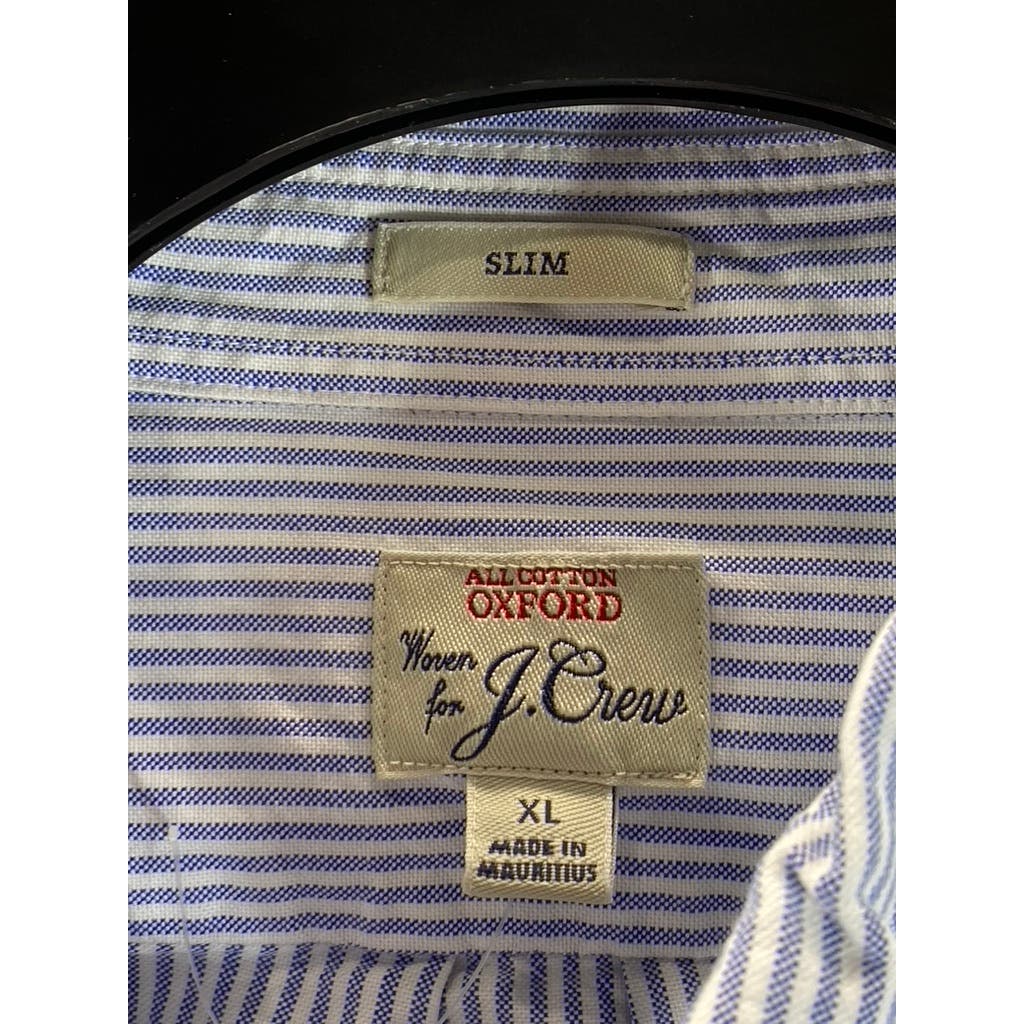 SLIM
ALL COTTON
OXFORD
Woven
for J.Crew
XL
MADE IN
MAURITIUS